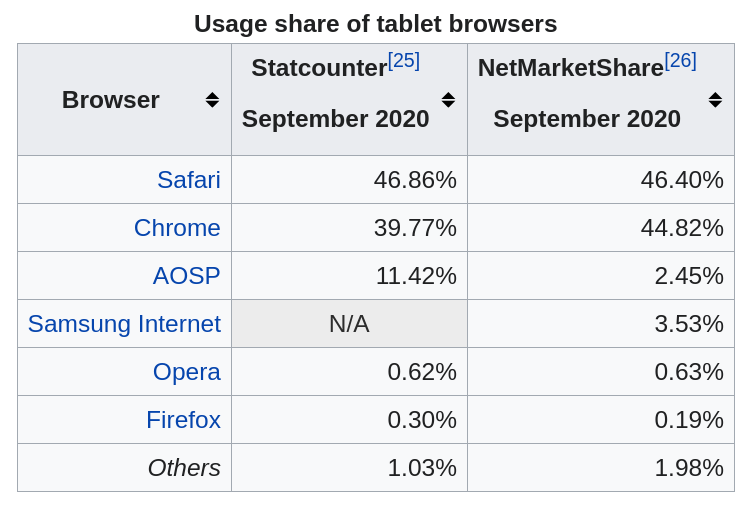 Usage share of tablet browsers
Browser Statcounter[25] September 2020 NetMarketShare[26] September 2020
Safari 46.86% 46.40%
Chrome 39.77% 44.82%
AOSP 11.42% 2.45%
Samsung Internet N/A 3.53%
Opera 0.62% 0.63%
Firefox 0.30% 0.19%
Others 1.03% 1.98%